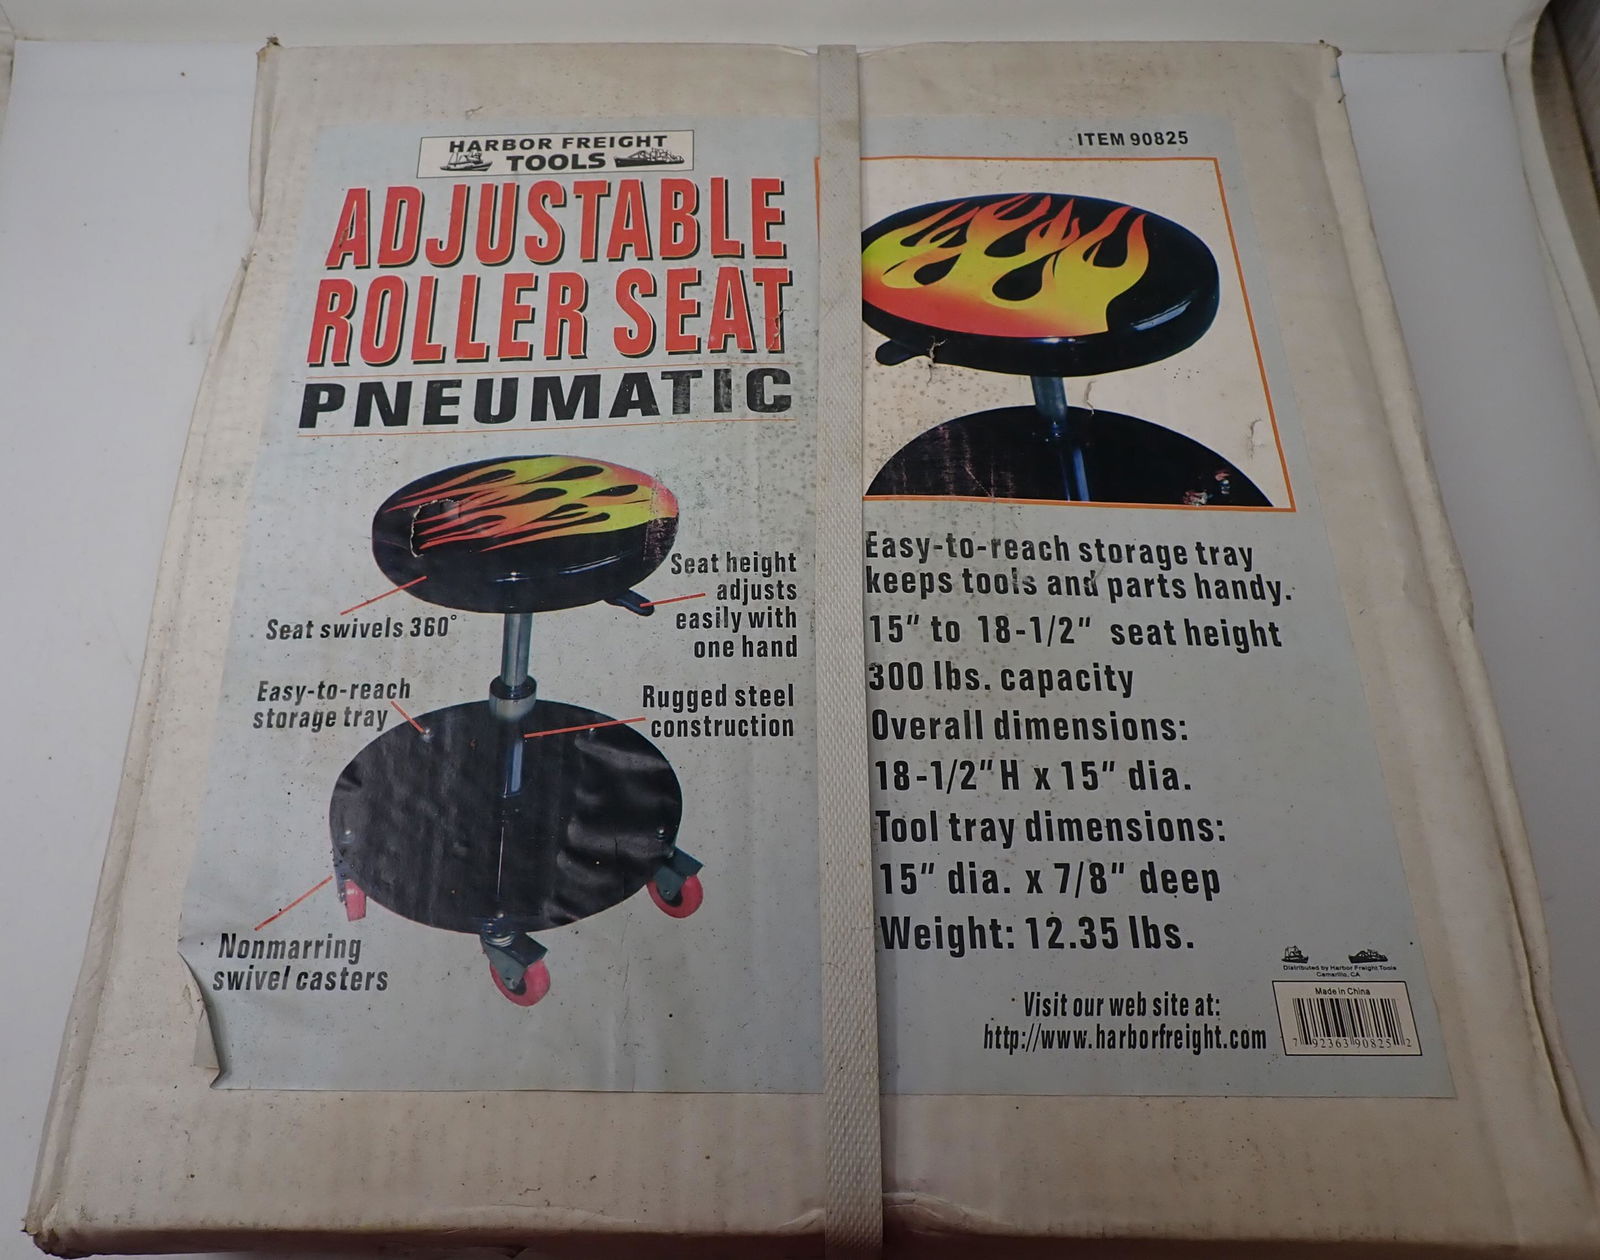 HARBOR FREIGHT
TOOLS
ADJUSTABLE
ROLLER SEAT
PNEUMATIC
Seat swivels 360°
Seat height
adjusts
easily with
one hand
Easy-to-reach
storage tray
Rugged steel
construction
Nonmarring
swivel casters
ITEM 90825
Easy-to-reach storage tray
keeps tools and parts handy.
15" to 18-1/2" seat height
300 lbs. capacity
Overall dimensions:
18-1/2"H x 15" dia.
Tool tray dimensions:
15" dia. x 7/8" deep
Weight: 12.35 lbs.
Visit our web site at:
http://www.harborfreight.com
Distributed by Harbor Freight Tools
Camarillo, CA
Made in China
7 92363 90825 2